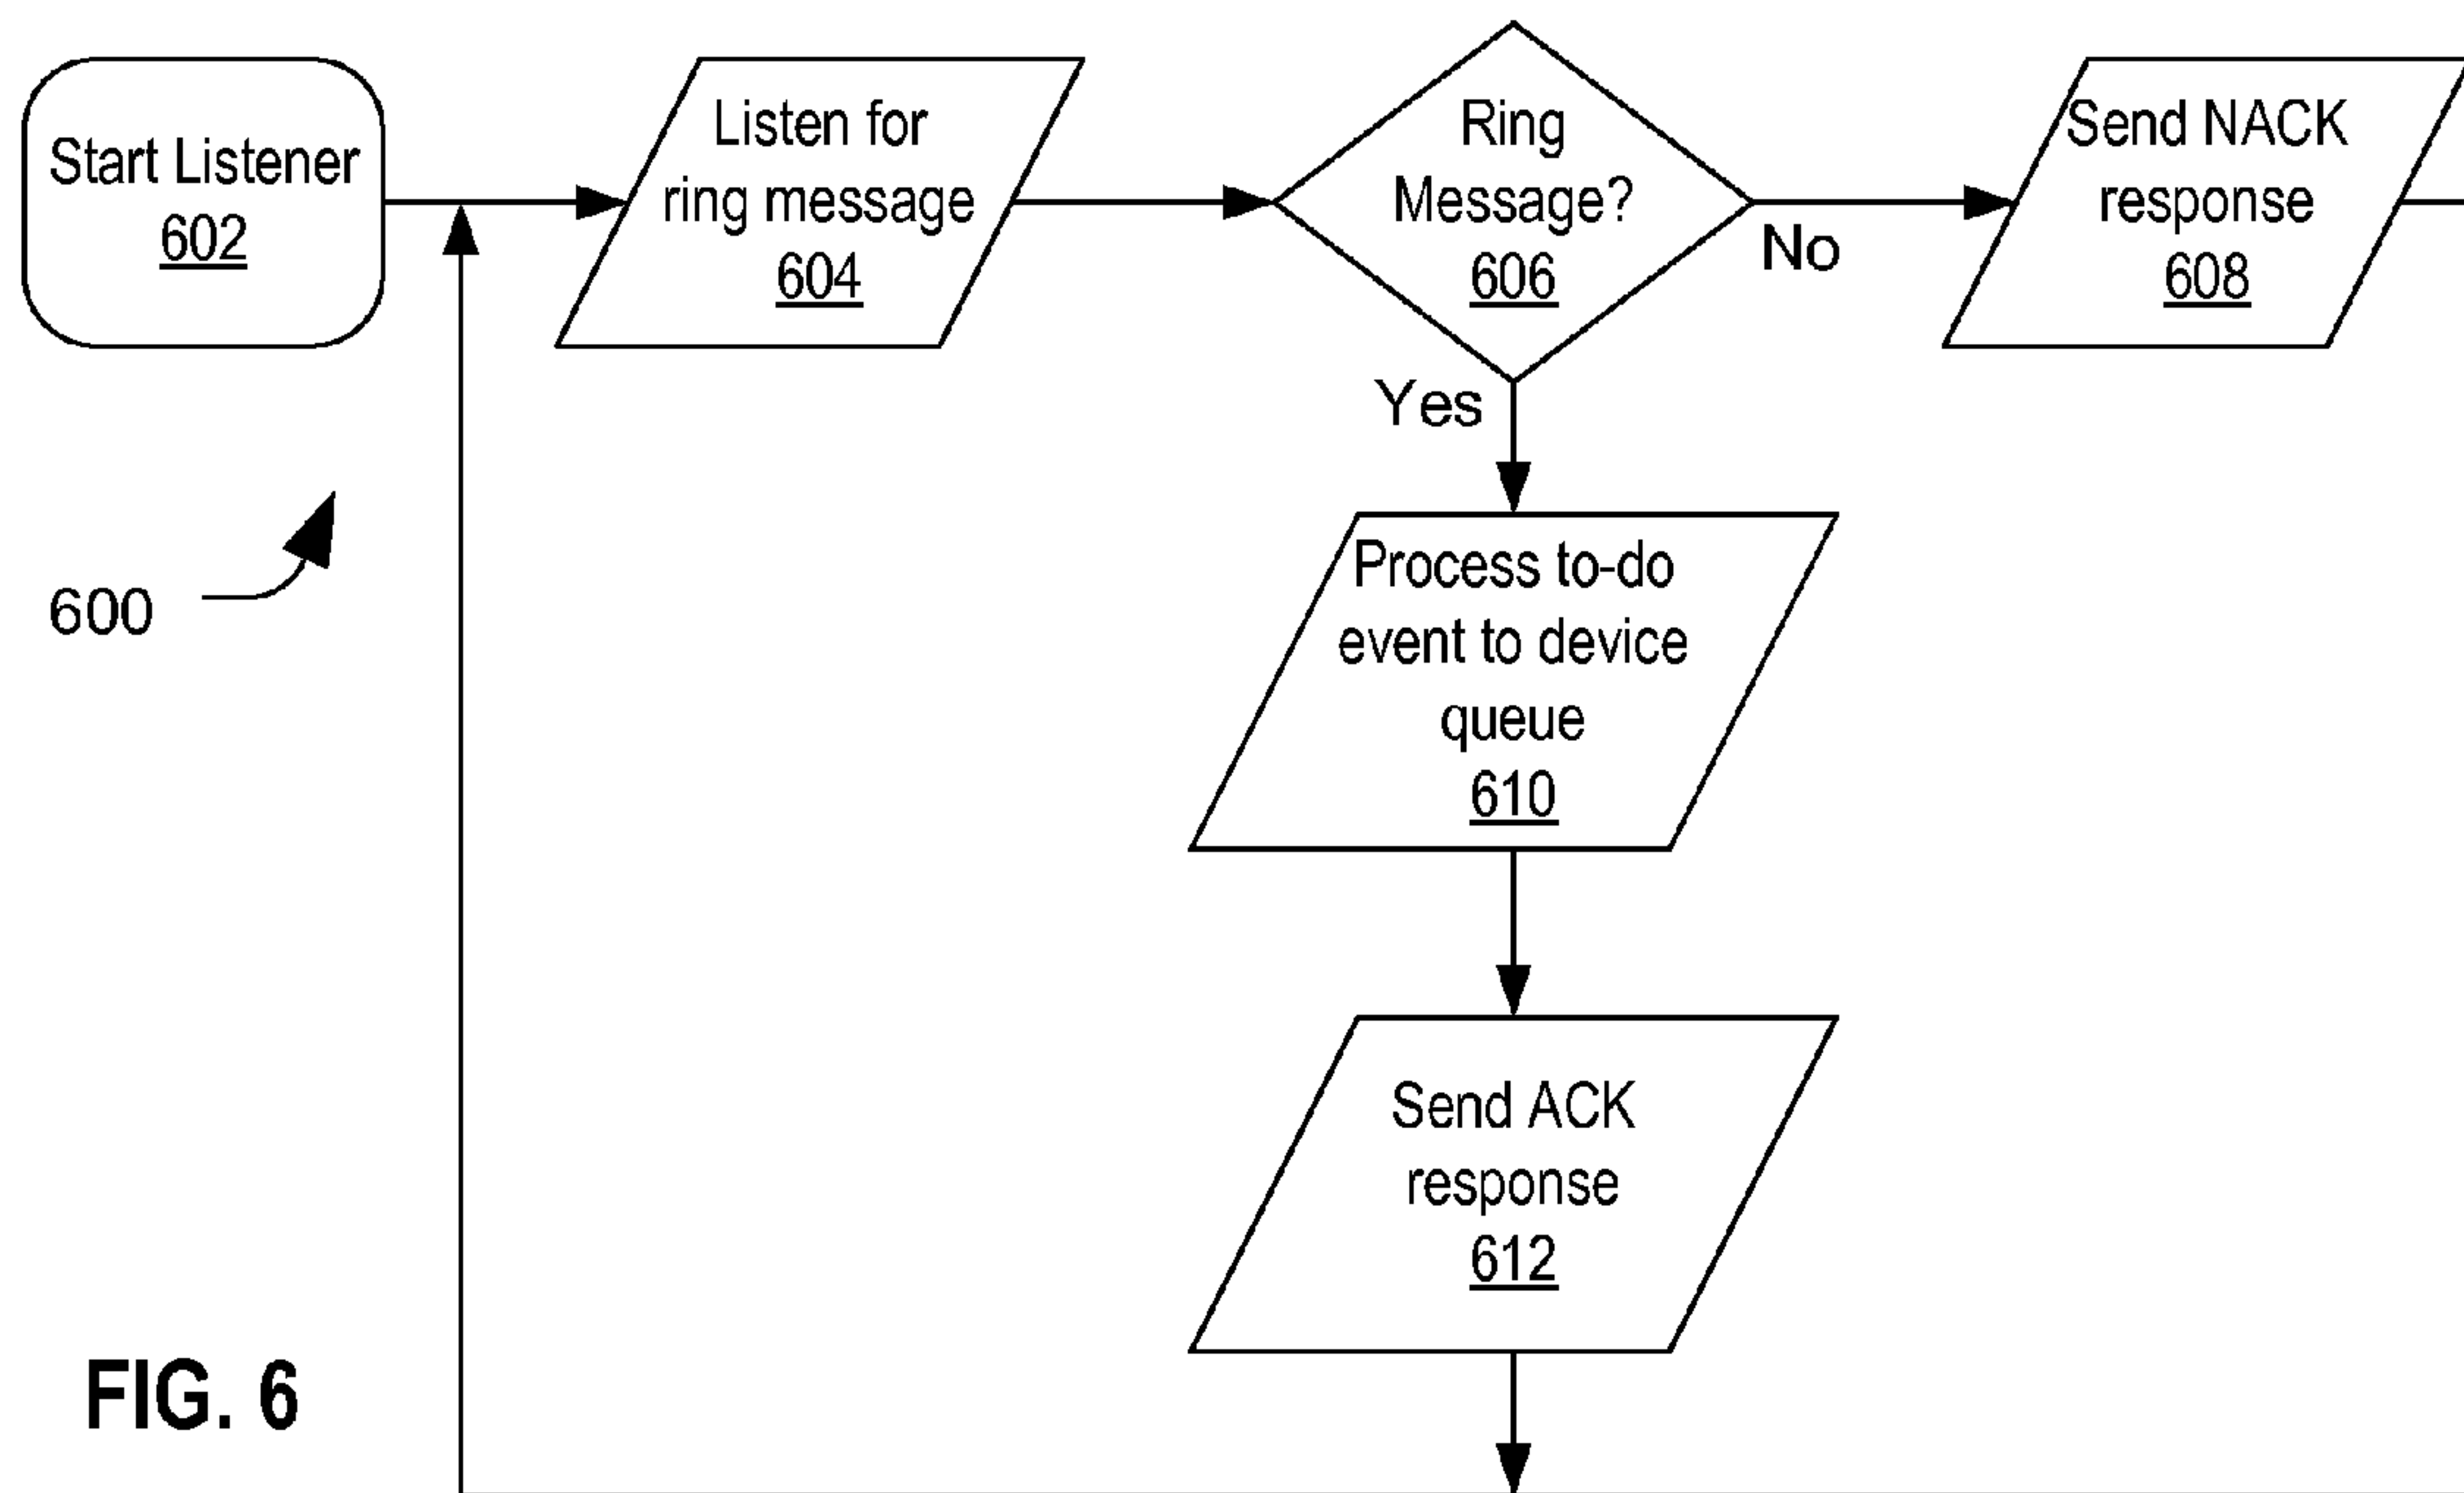 Start Listener
602
Listen for
ring message
604
Ring
Message?
606
No
Send NACK
response
608
Yes
600
Process to-do
event to device
queue
610
Send ACK
response
612
FIG. 6